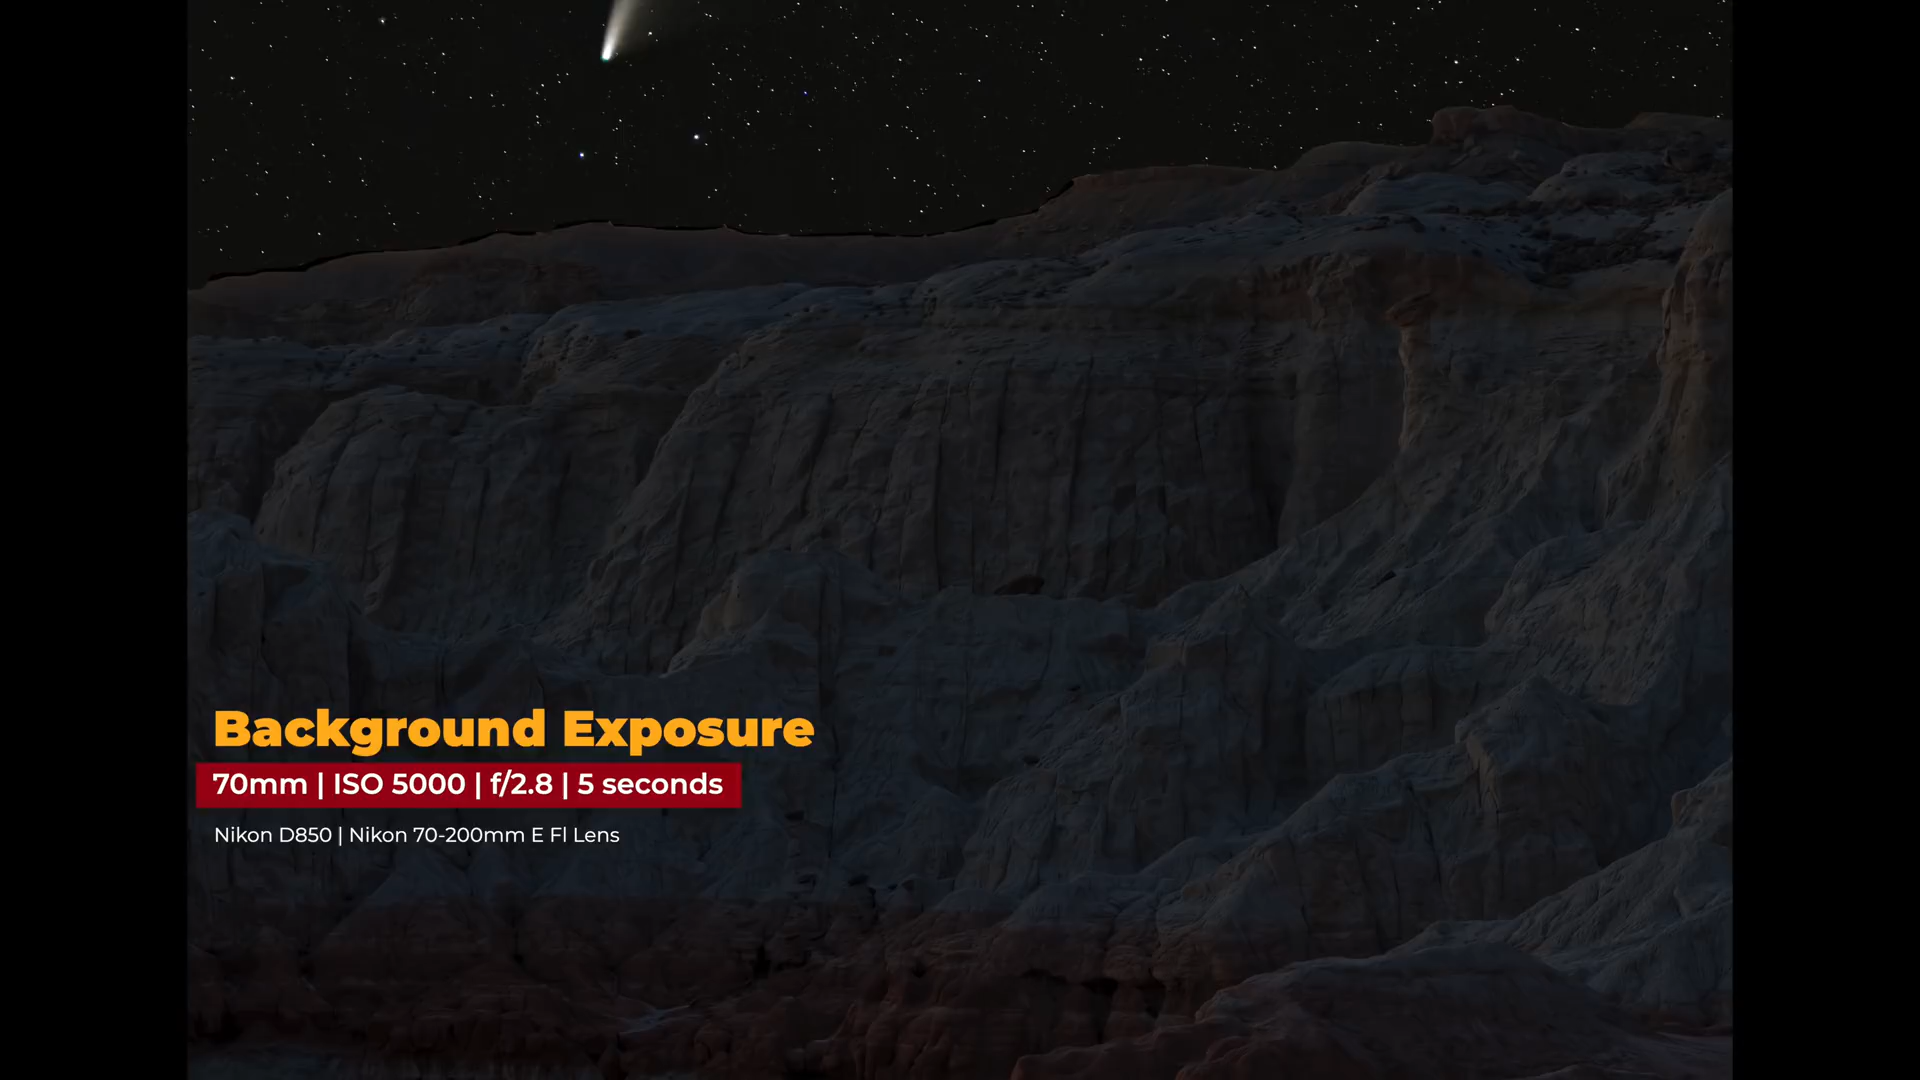 Background Exposure
70mm | ISO 5000 | f/2.8 | 5 seconds
Nikon D850 | Nikon 70-200mm E Fl Lens